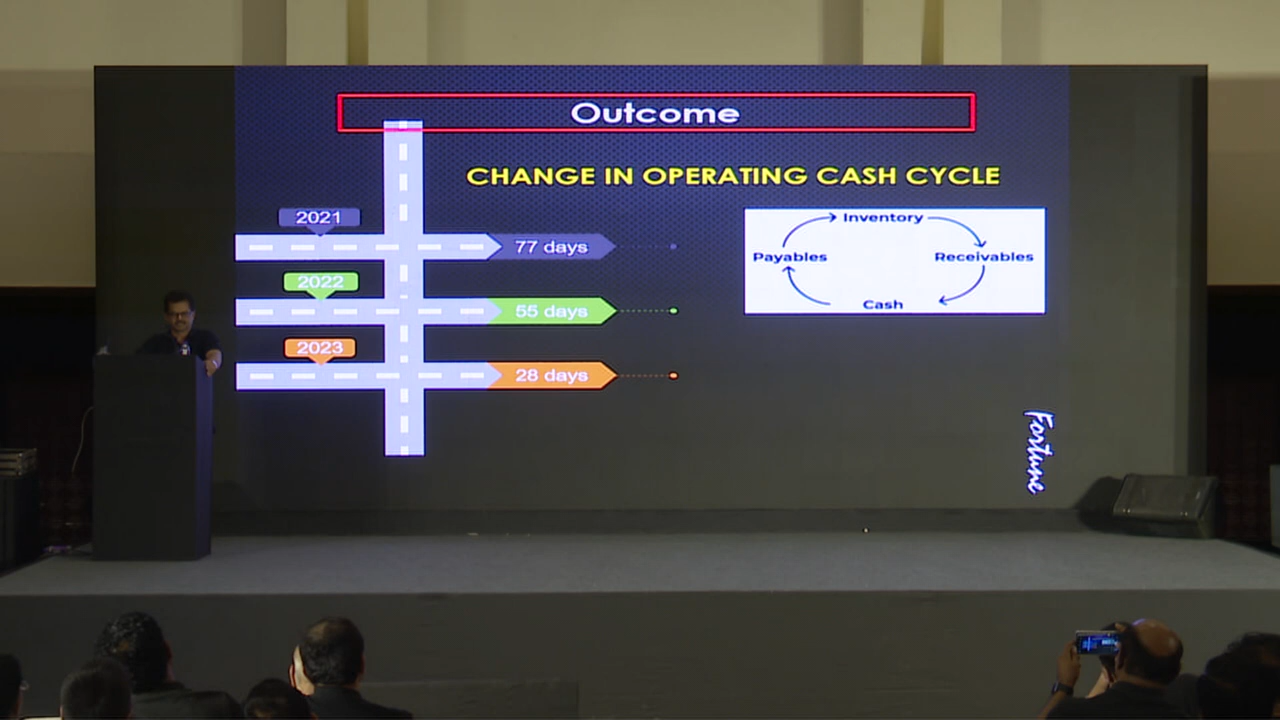 Outcome
CHANGE IN OPERATING CASH CYCLE
2021
77 days
2022
55 days
2023
28 days
Inventory
Payables
Receivables
Cash
Fortune